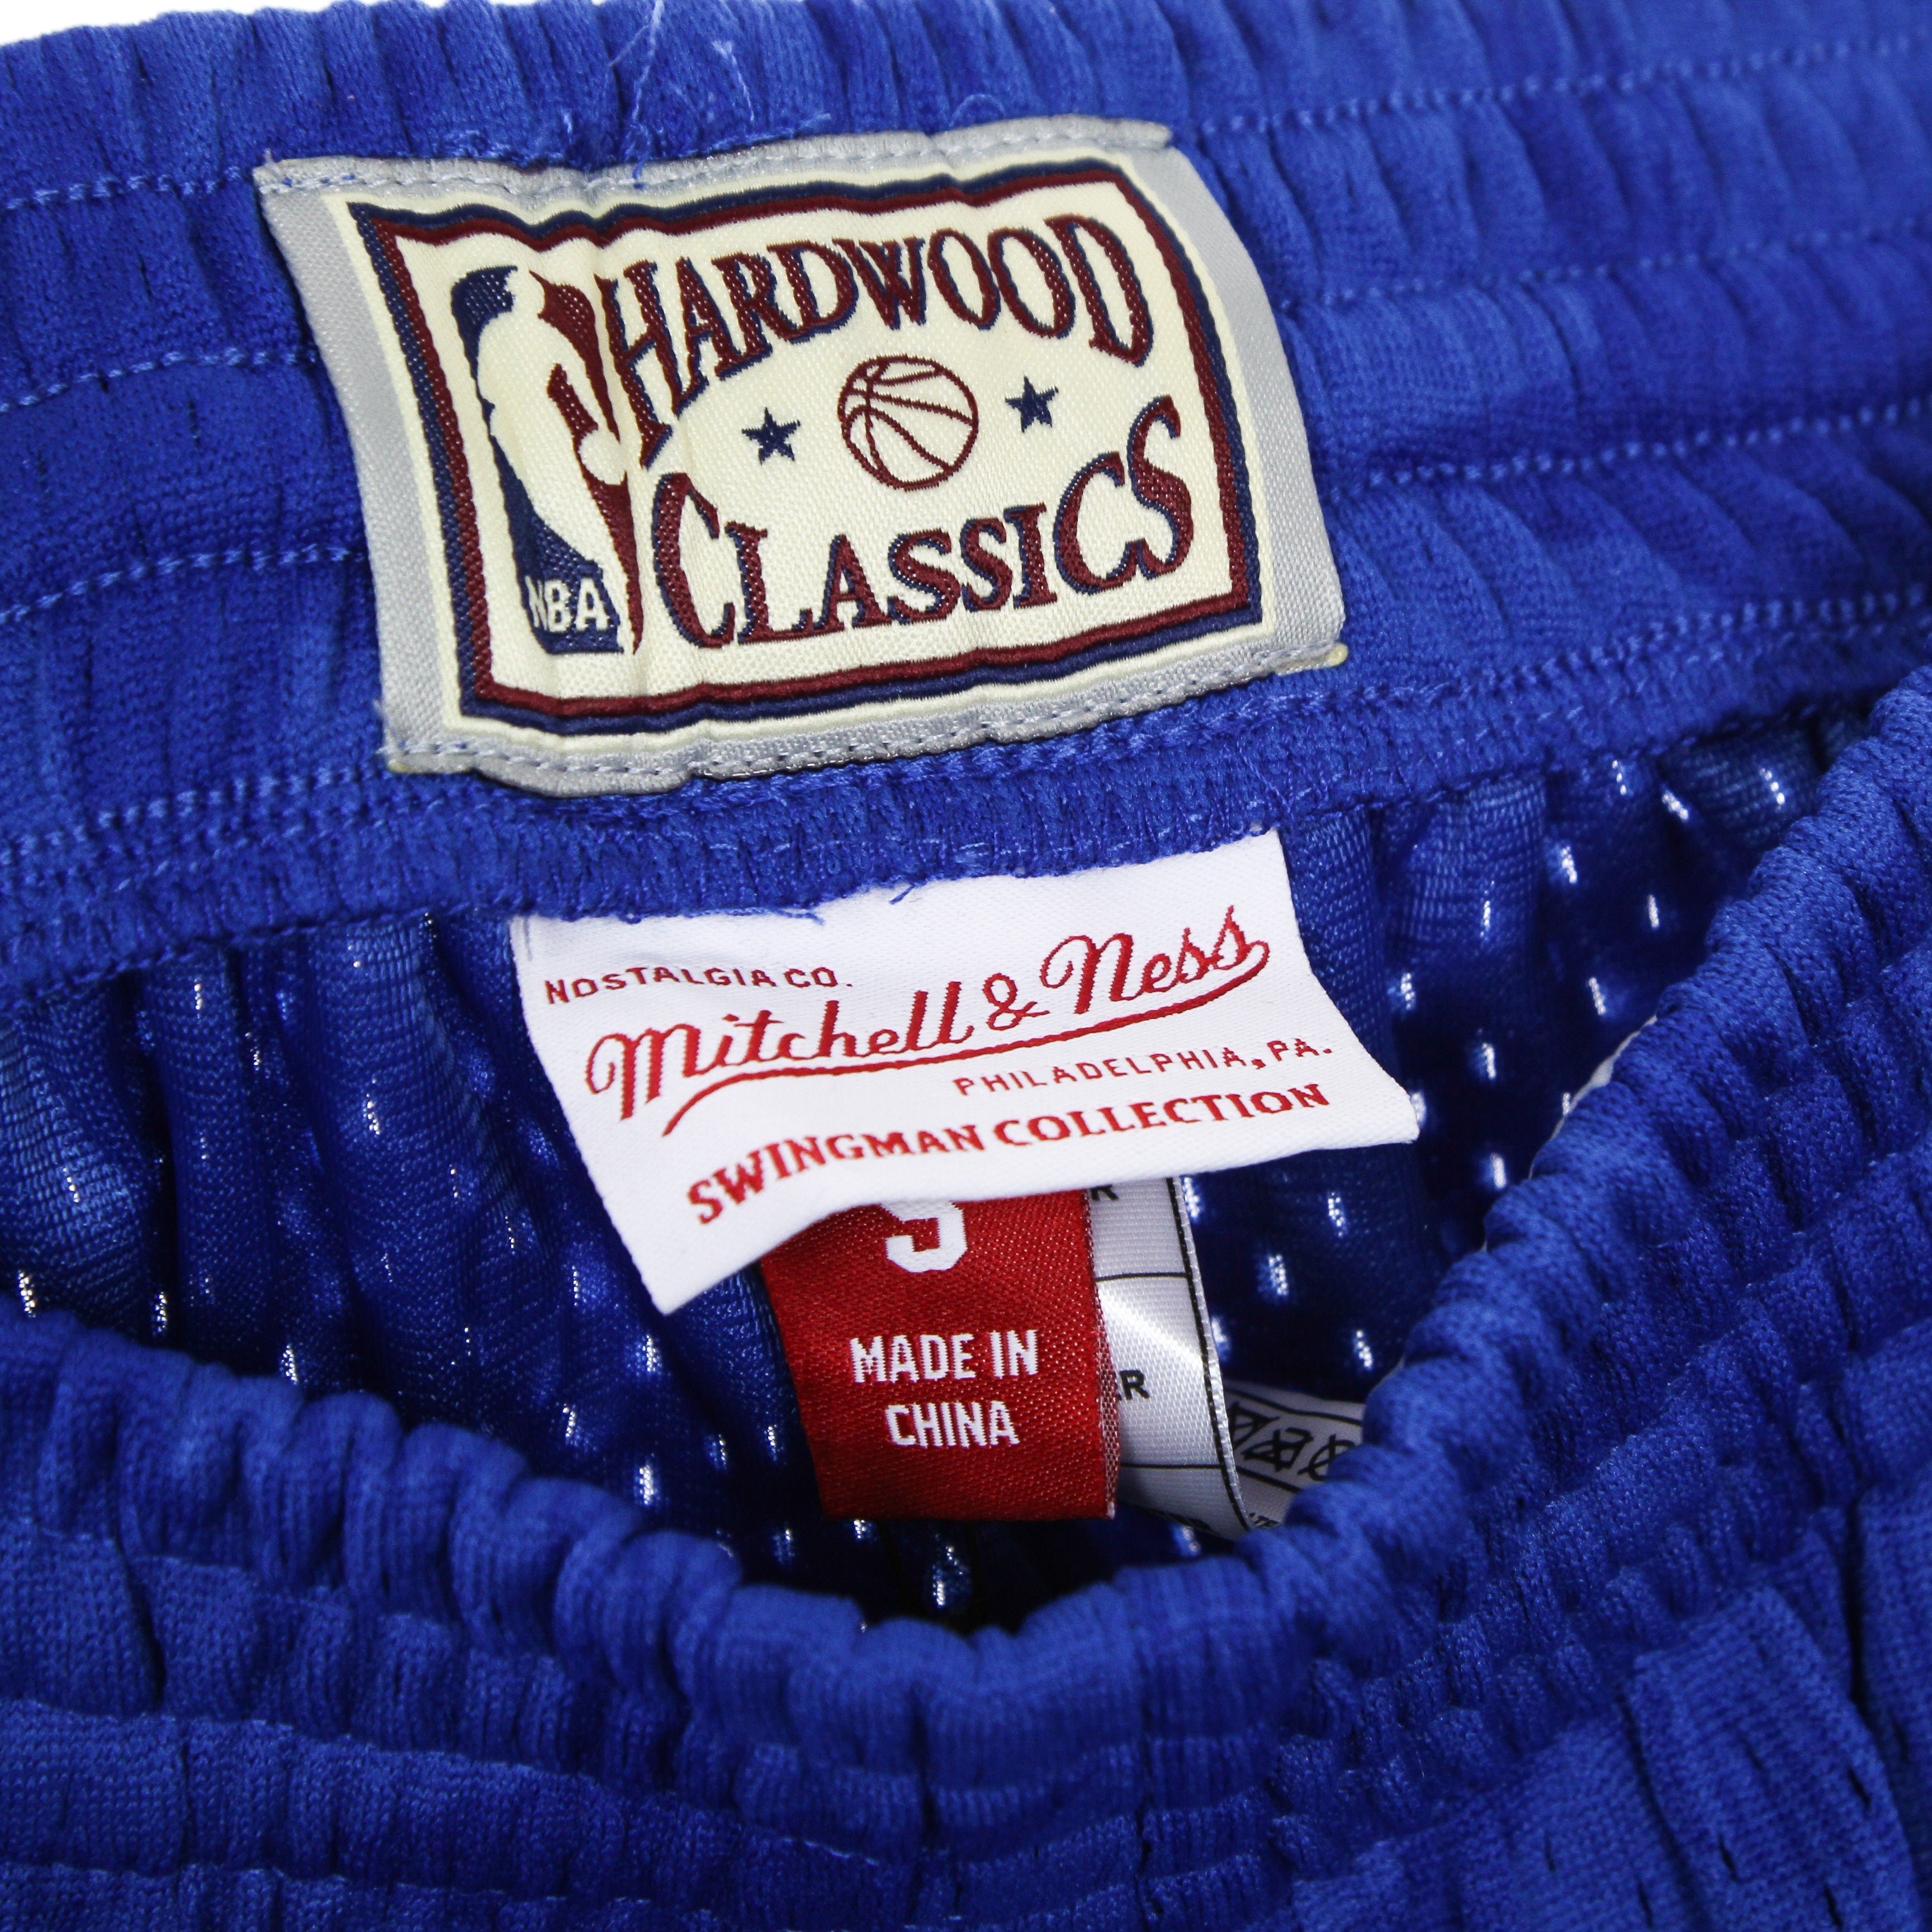 HARDWOOD
CLASSICS
NBA
NOSTALGIA CO.
Mitchell & Ness
PHILADELPHIA, PA.
SWINGMAN COLLECTION
S
MADE IN
CHINA